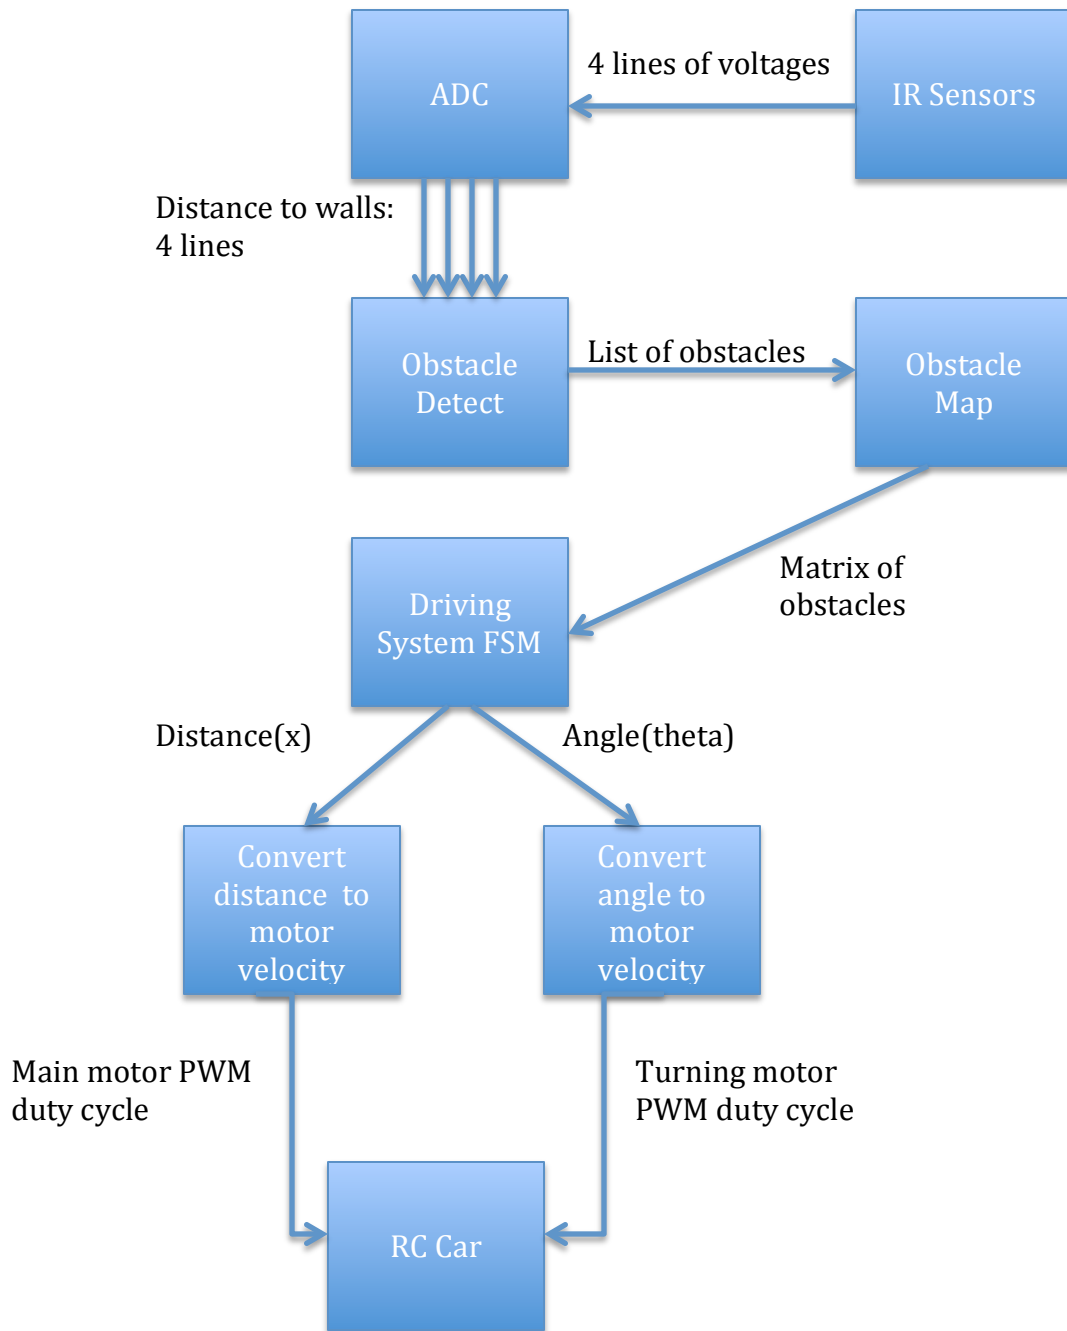 ADC
4 lines of voltages
IR Sensors
Distance to walls:
4 lines
Obstacle
Detect
List of obstacles
Obstacle
Map
Driving
System FSM
Matrix of
obstacles
Distance(x)
Angle(theta)
Convert
distance to
motor
velocity
Convert
angle to
motor
velocity
Main motor PWM
duty cycle
Turning motor
PWM duty cycle
RC Car